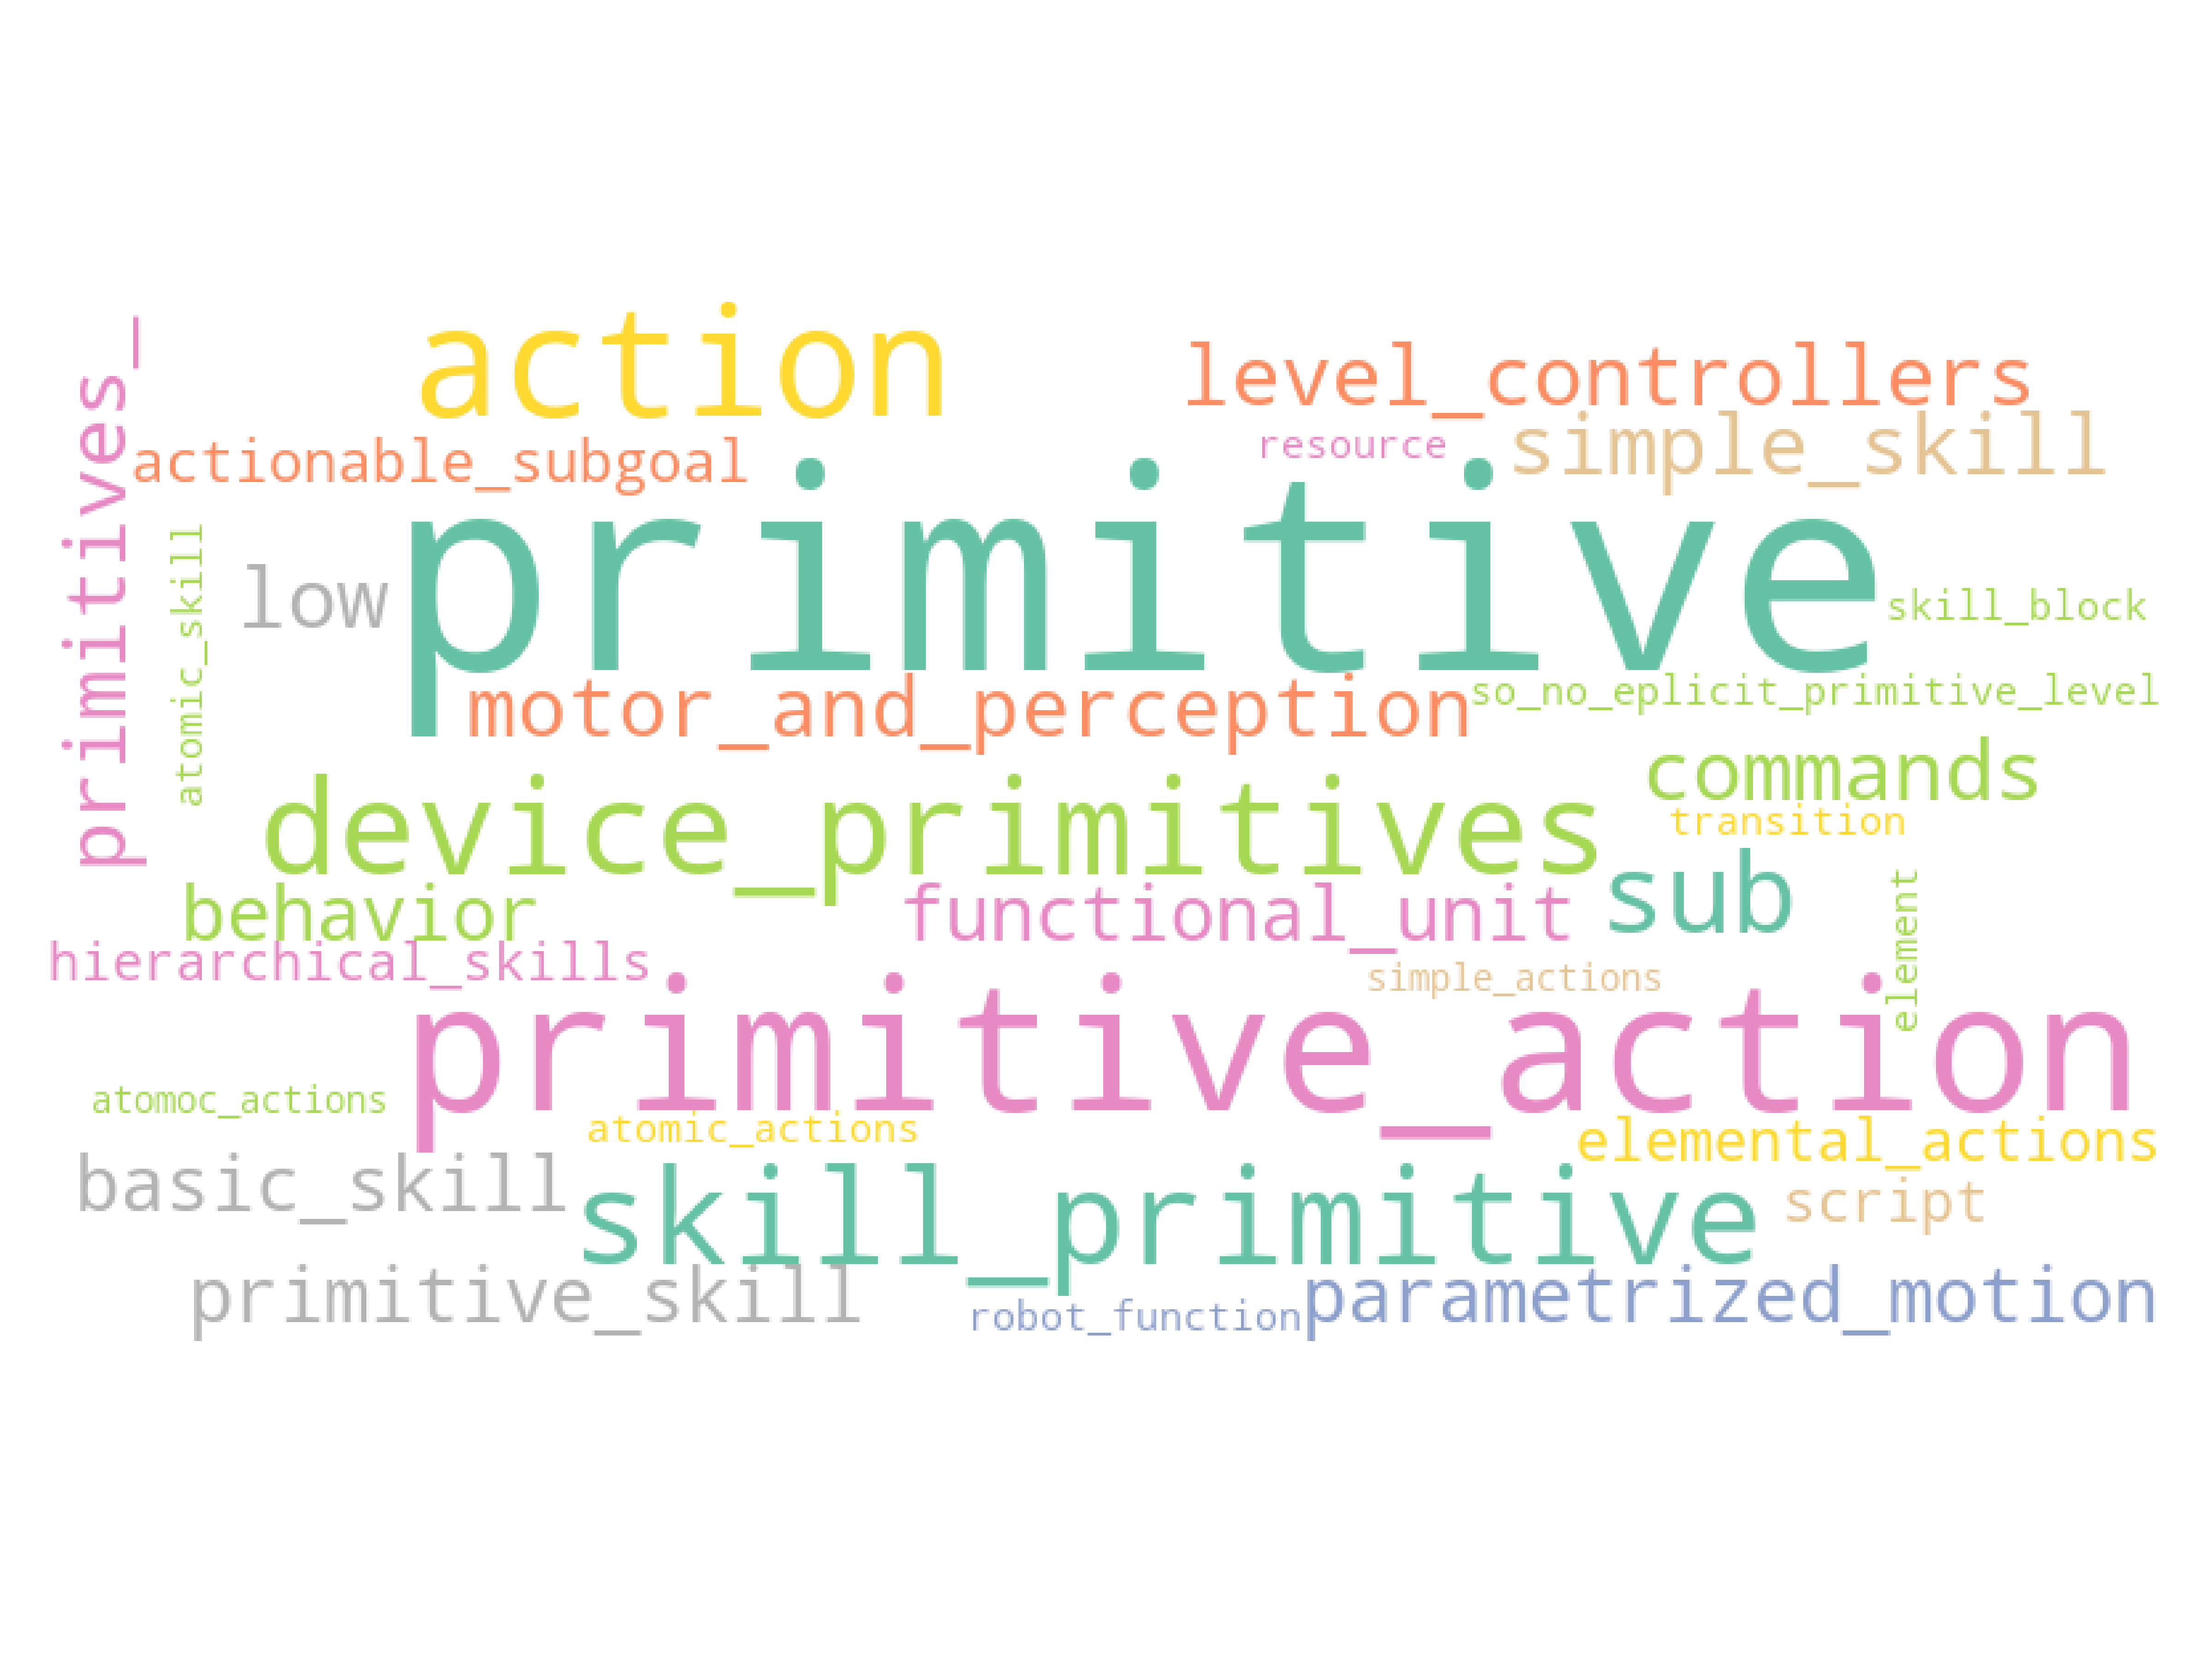 action
level_controllers
primitives_
actionable_subgoal
resource
simple_skill
primitive
atomic_skill
low
skill_block
motor_and_perception
so_no_eplicit_primitive_level
commands
device_primitives
transition
sub
behavior
functional_unit
element
hierarchical_skills
simple_actions
primitive_action
atomoc_actions
atomic_actions
elemental_actions
basic_skill
skill_primitive
script
primitive_skill
robot_function
parametrized_motion